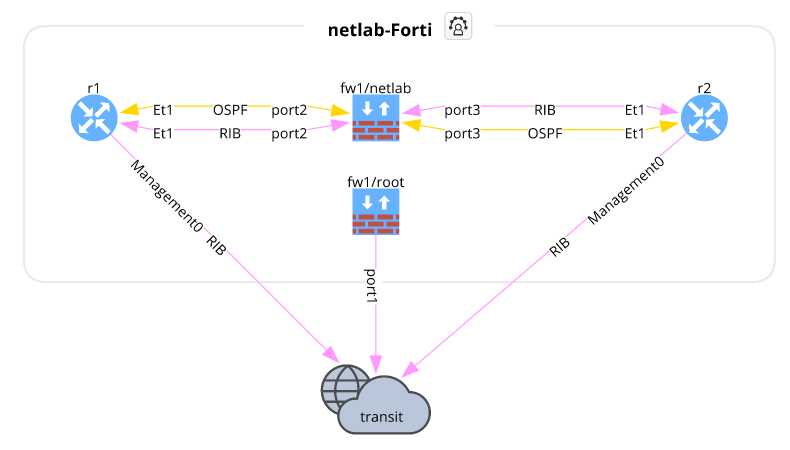 netlab-Forti
r1
fw1/netlab
r2
Et1 OSPF port2
port3 RIB Et1
Et1 RIB port2
port3 OSPF Et1
fw1/root
Management0 RIB
Management0 RIB
port1
transit